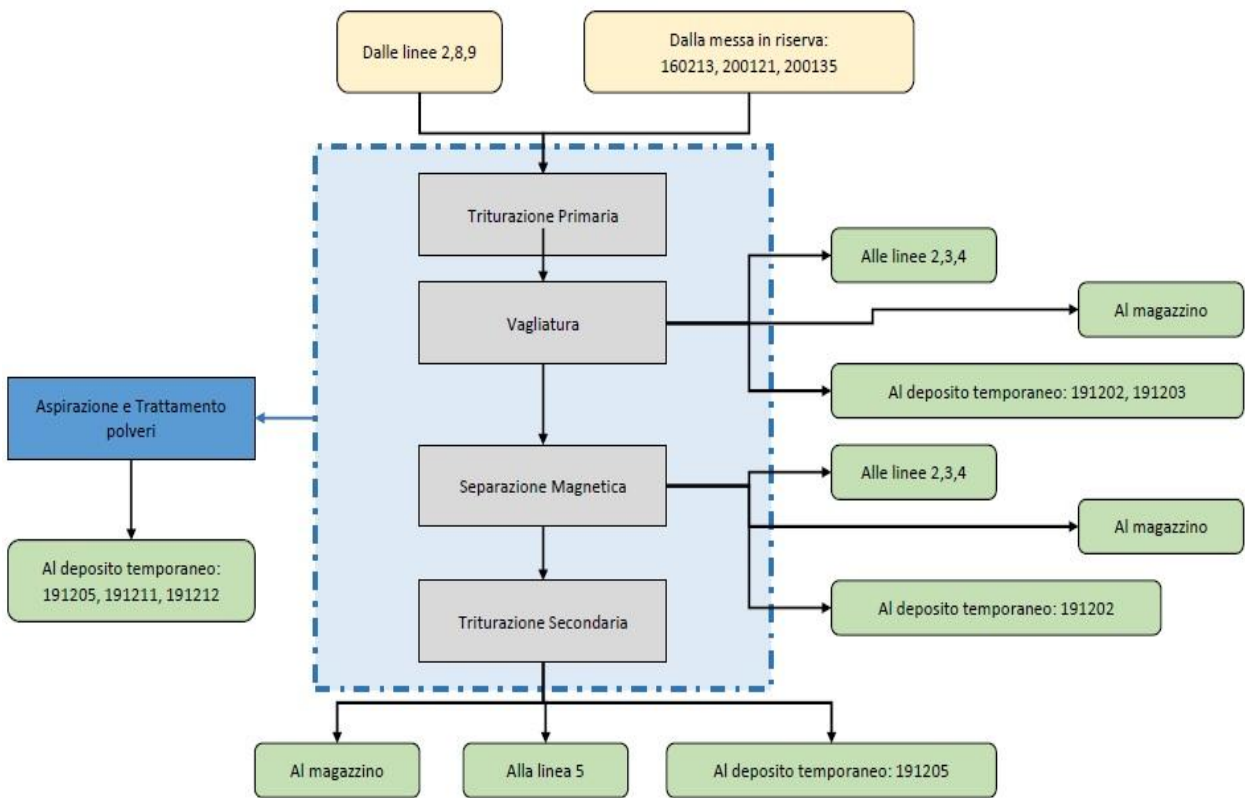 Dalle linee 2,8,9
Dalla messa in riserva:
160213, 200121, 200135
Triturazione Primaria
Alle linee 2,3,4
Vagliatura
Al magazzino
Al deposito temporaneo: 191202, 191203
Aspirazione e Trattamento
polveri
Separazione Magnetica
Alle linee 2,3,4
Al magazzino
Al deposito temporaneo:
191205, 191211, 191212
Al deposito temporaneo: 191202
Triturazione Secondaria
Al magazzino
Alla linea 5
Al deposito temporaneo: 191205